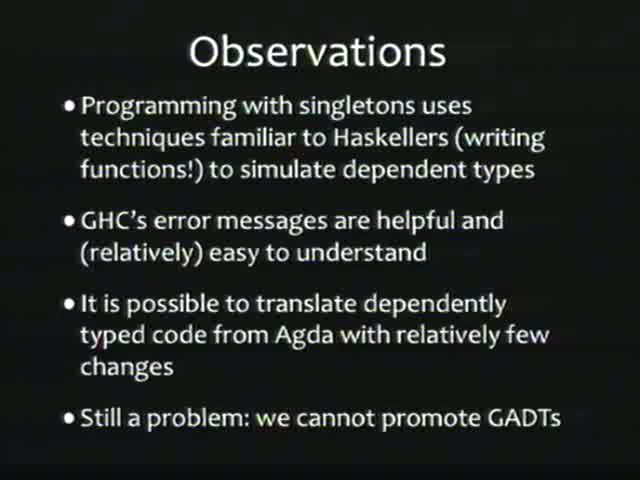 Observations
• Programming with singletons uses
techniques familiar to Haskellers (writing
functions!) to simulate dependent types
• GHC's error messages are helpful and
(relatively) easy to understand
• It is possible to translate dependently
typed code from Agda with relatively few
changes
• Still a problem: we cannot promote GADTs